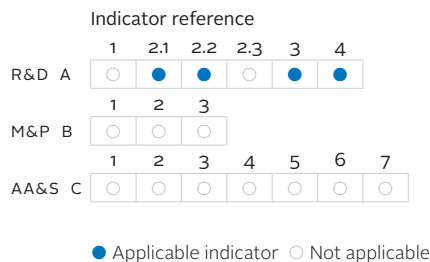 Indicator reference
1 2.1 2.2 2.3 3 4
R&D A
1 2 3
M&P B
1 2 3 4 5 6 7
AA&S C
Applicable indicator Not applicable